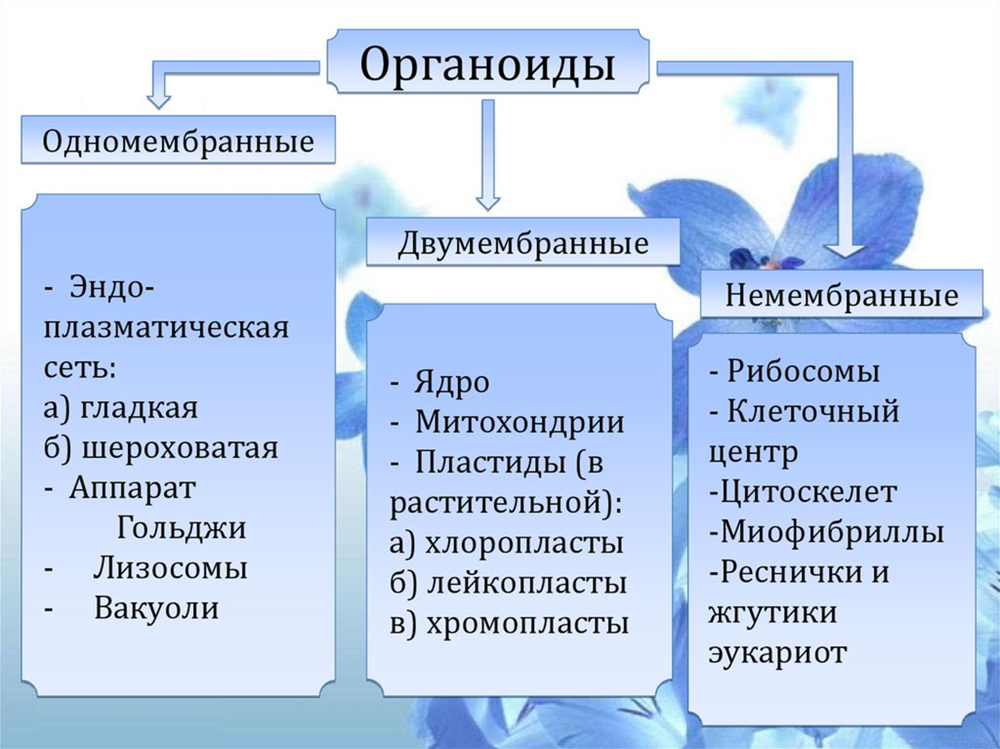 Органоиды
Одномембранные
- Эндо-
плазматическая
сеть:
а) гладкая
б) шероховатая
- Аппарат
Гольджи
- Лизосомы
- Вакуоли
Двумембранные
- Ядро
- Митохондрии
- Пластиды (в
растительной):
а) хлоропласты
б) лейкопласты
в) хромопласты
Немембранные
- Рибосомы
- Клеточный
центр
-Цитоскелет
-Миофибриллы
-Реснички и
жгутики
эукариот